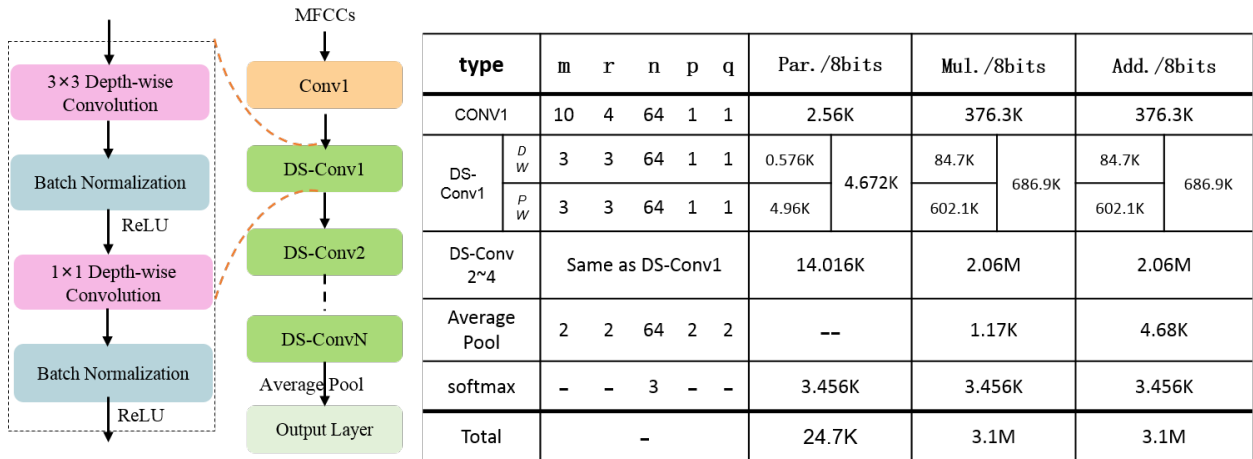 3×3 Depth-wise
Convolution
Batch Normalization
ReLU
1×1 Depth-wise
Convolution
Batch Normalization
ReLU
MFCCs
Conv1
DS-Conv1
DS-Conv2
DS-ConvN
Average Pool
Output Layer
type m r n p q Par./8bits Mul./8bits Add./8bits
CONV1 10 4 64 1 1 2.56K 376.3K 376.3K
DS-
Conv1
D
W
3 3 64 1 1 0.576K 84.7K 84.7K
4.672K 686.9K 686.9K
P
W
3 3 64 1 1 4.96K 602.1K 602.1K
DS-Conv
2~4
Same as DS-Conv1 14.016K 2.06M 2.06M
Average
Pool
2 2 64 2 2 -- 1.17K 4.68K
softmax – – 3 – – 3.456K 3.456K 3.456K
Total – 24.7K 3.1M 3.1M